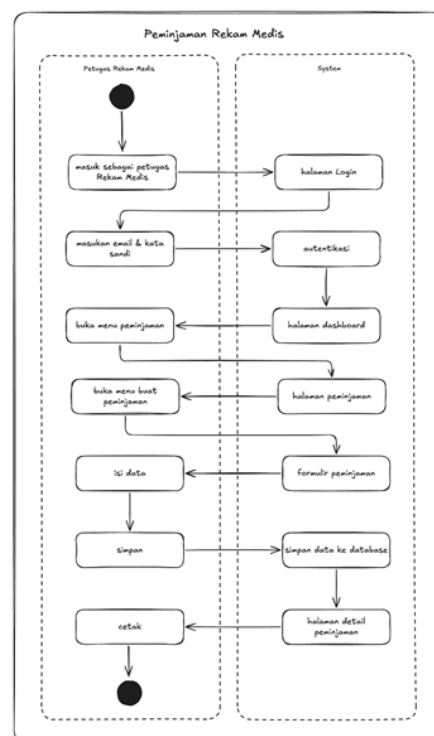 Peminjaman Rekam Medis
Petugas Rekam Medis
System
masuk sebagai petugas
Rekam Medis
halaman Login
masukan email & kata
sandi
autentikasi
buka menu peminjaman
halaman dashboard
buka menu buat
peminjaman
halaman peminjaman
isi data
formulir peminjaman
simpan
simpan data ke database
cetak
halaman detail
peminjaman